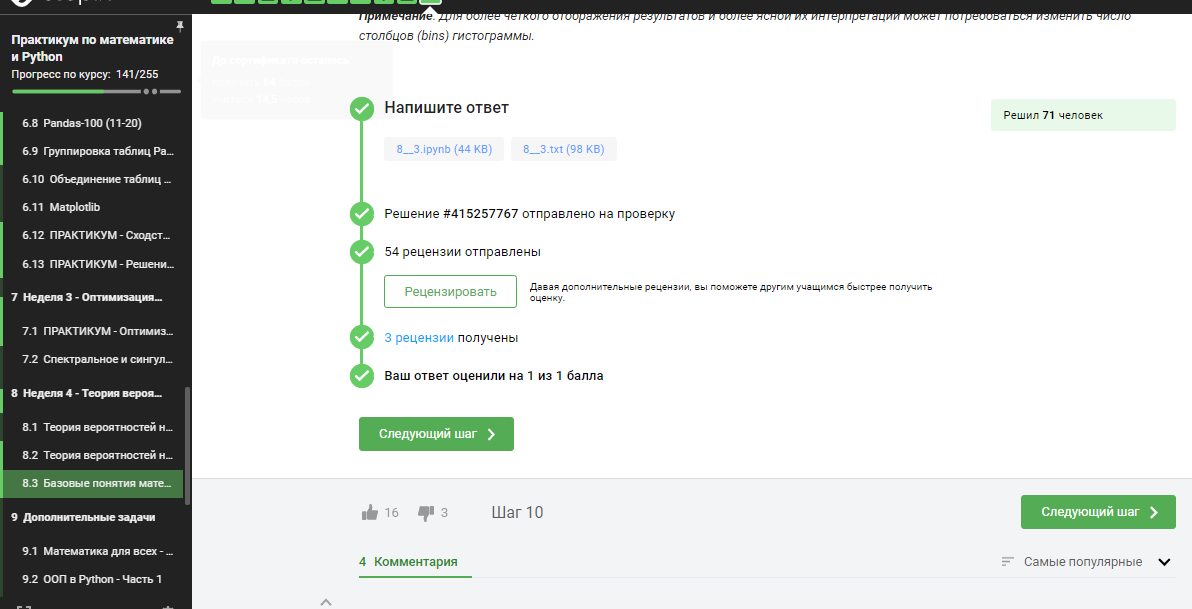 Практикум по математике
и Python
Прогресс по курсу: 141/255
6.8 Pandas-100 (11-20)
6.9 Группировка таблиц Pa...
6.10 Объединение таблиц ...
6.11 Matplotlib
6.12 ПРАКТИКУМ - Сходст...
6.13 ПРАКТИКУМ - Решени...
7 Неделя 3 - Оптимизация...
7.1 ПРАКТИКУМ - Оптимиз...
7.2 Спектральное и сингул...
8 Неделя 4 - Теория вероя...
8.1 Теория вероятностей н...
8.2 Теория вероятностей н...
8.3 Базовые понятия мате...
9 Дополнительные задачи
9.1 Математика для всех - ...
9.2 ООП в Python - Часть 1
Примечание. Для более четкого отображения результатов и более ясной их интерпретации может потребоваться изменить число
столбцов (bins) гистограммы.
Напишите ответ
Решил 71 человек
8__3.ipynb (44 KB) 8__3.txt (98 KB)
Решение #415257767 отправлено на проверку
54 рецензии отправлены
Рецензировать
Давая дополнительные рецензии, вы поможете другим учащимся быстрее получить
оценку.
3 рецензии получены
Ваш ответ оценили на 1 из 1 балла
Следующий шаг
16 3 Шаг 10 Следующий шаг
4 Комментария Самые популярные